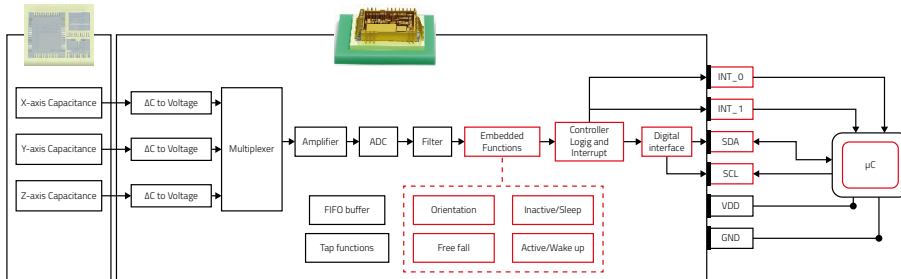 X-axis Capacitance
Y-axis Capacitance
Z-axis Capacitance
ΔC to Voltage
ΔC to Voltage
ΔC to Voltage
Multiplexer
Amplifier
ADC
Filter
Embedded
Functions
Controller
Logig and
Interrupt
Digital
interface
INT_0
INT_1
SDA
SCL
VDD
GND
µC
FIFO buffer
Tap functions
Orientation
Inactive/Sleep
Free fall
Active/Wake up